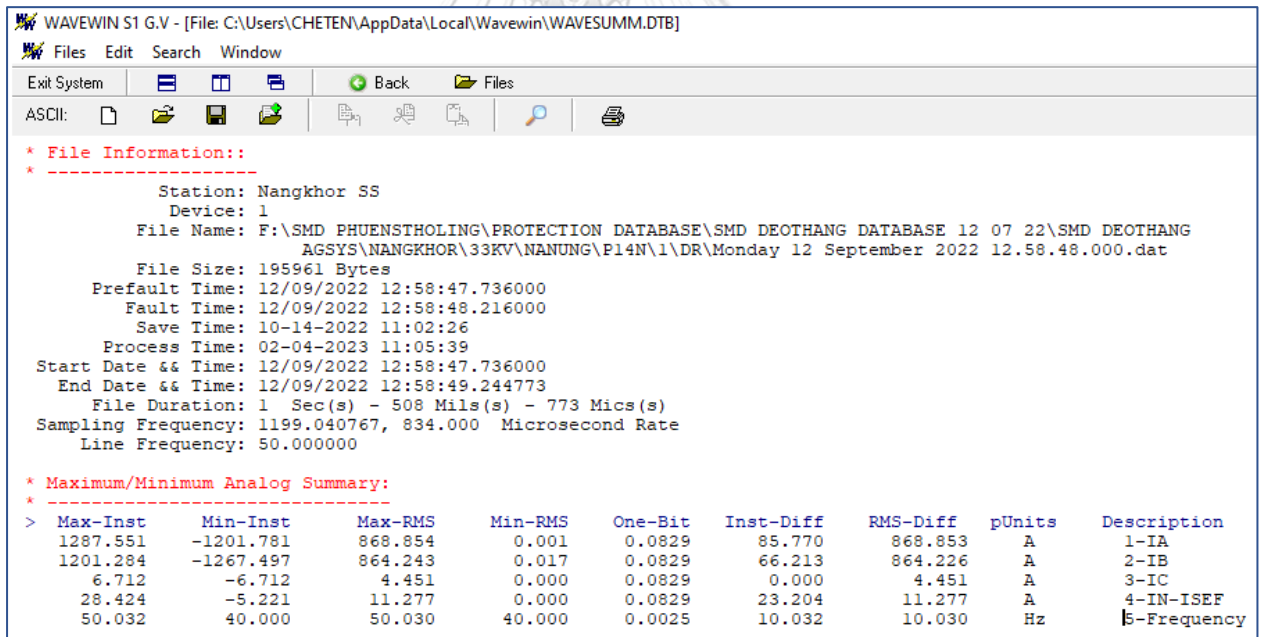 WAVEWIN S1 G.V - [File: C:\Users\CHETEN\AppData\Local\Wavewin\WAVESUMM.DTB]
Files Edit Search Window
Exit System Back Files
ASCII:
* File Information::
* -------------------
Station: Nangkhor SS
Device: 1
File Name: F:\SMD PHUENSTHOLING\PROTECTION DATABASE\SMD DEOTHANG DATABASE 12 07 22\SMD DEOTHANG
AGSYS\NANGKHOR\33KV\NANUNG\P14N\1\DR\Monday 12 September 2022 12.58.48.000.dat
File Size: 195961 Bytes
Prefault Time: 12/09/2022 12:58:47.736000
Fault Time: 12/09/2022 12:58:48.216000
Save Time: 10-14-2022 11:02:26
Process Time: 02-04-2023 11:05:39
Start Date && Time: 12/09/2022 12:58:47.736000
End Date && Time: 12/09/2022 12:58:49.244773
File Duration: 1 Sec(s) - 508 Mils(s) - 773 Mics(s)
Sampling Frequency: 1199.040767, 834.000 Microsecond Rate
Line Frequency: 50.000000
* Maximum/Minimum Analog Summary:
* -------------------------------
> Max-Inst Min-Inst Max-RMS Min-RMS One-Bit Inst-Diff RMS-Diff pUnits Description
1287.551 -1201.781 868.854 0.001 0.0829 85.770 868.853 A 1-IA
1201.284 -1267.497 864.243 0.017 0.0829 66.213 864.226 A 2-IB
6.712 -6.712 4.451 0.000 0.0829 0.000 4.451 A 3-IC
28.424 -5.221 11.277 0.000 0.0829 23.204 11.277 A 4-IN-ISEF
50.032 40.000 50.030 40.000 0.0025 10.032 10.030 Hz 5-Frequency